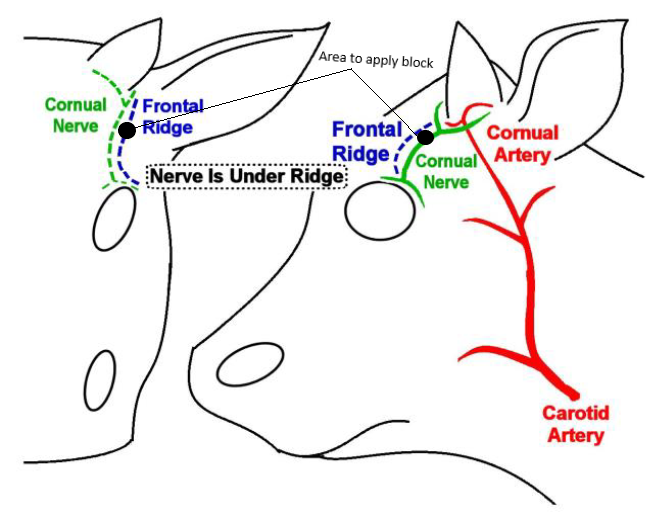 Area to apply block
Cornual
Nerve
Frontal
Ridge
Nerve Is Under Ridge
Frontal
Ridge
Cornual
Nerve
Cornual
Artery
Carotid
Artery